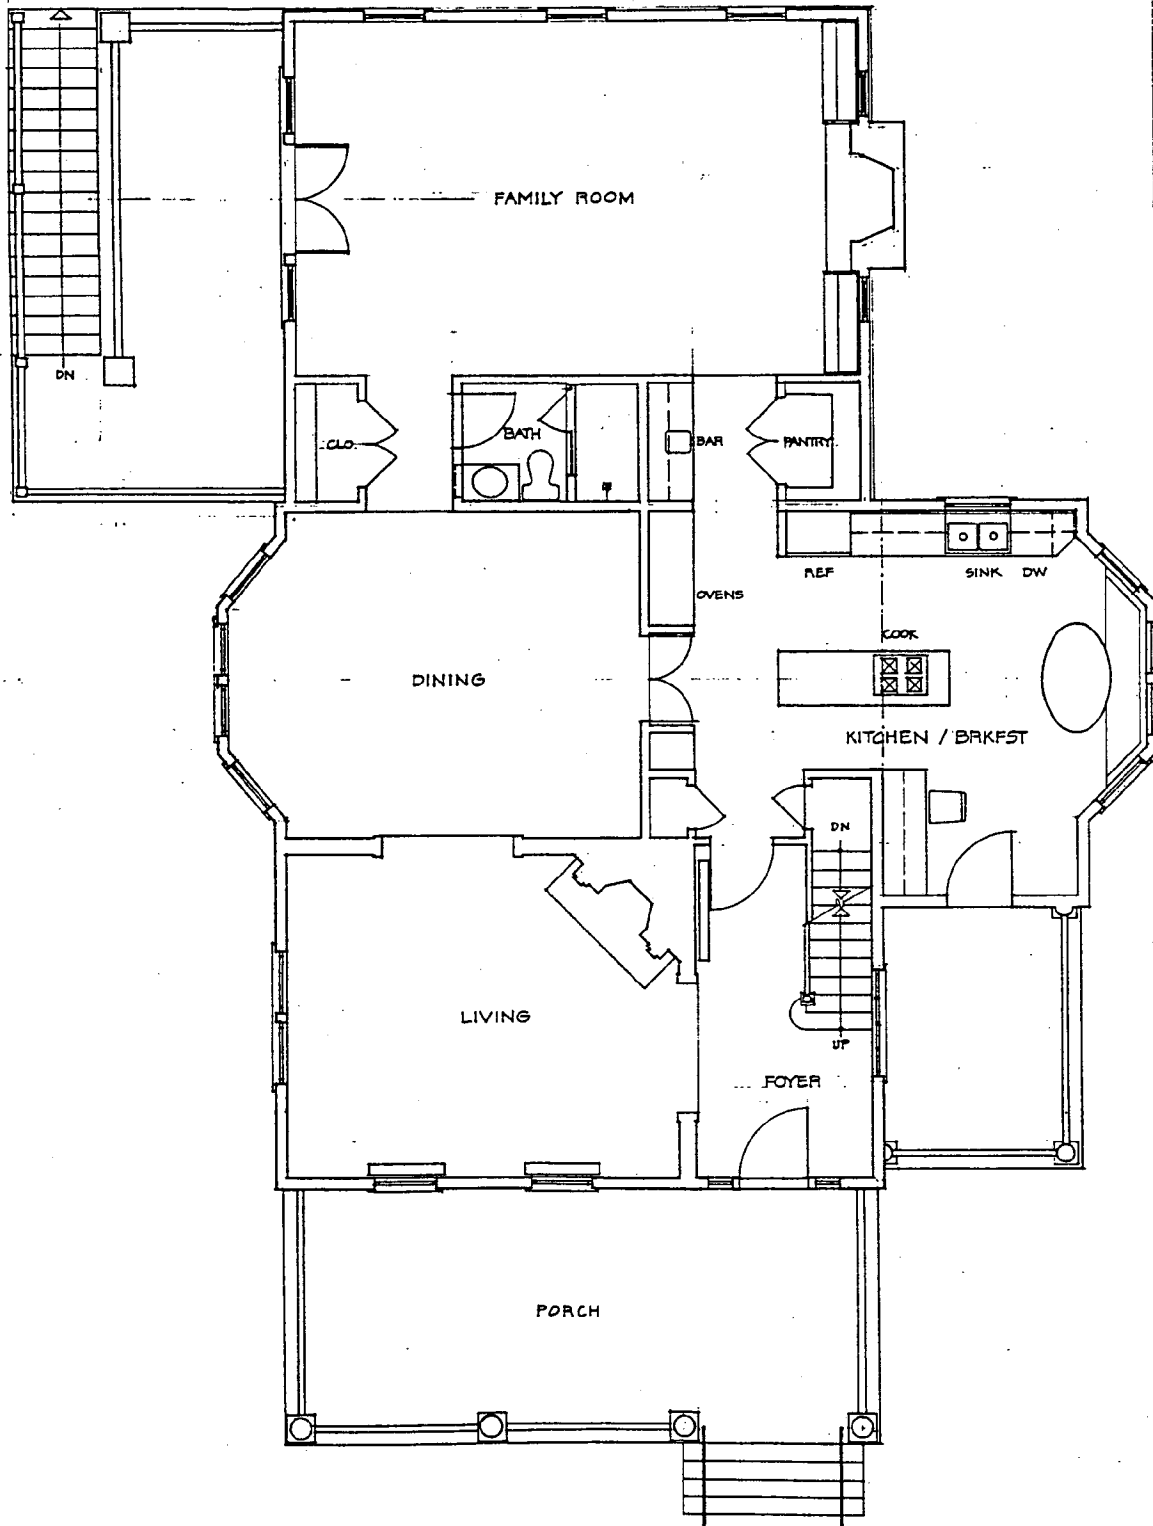 FAMILY ROOM
DN
CLO.
BATH
BAR
PANTRY
REF
SINK
DW
OVENS
COOK
DINING
KITCHEN / BRKFST
DN
LIVING
UP
FOYER
PORCH